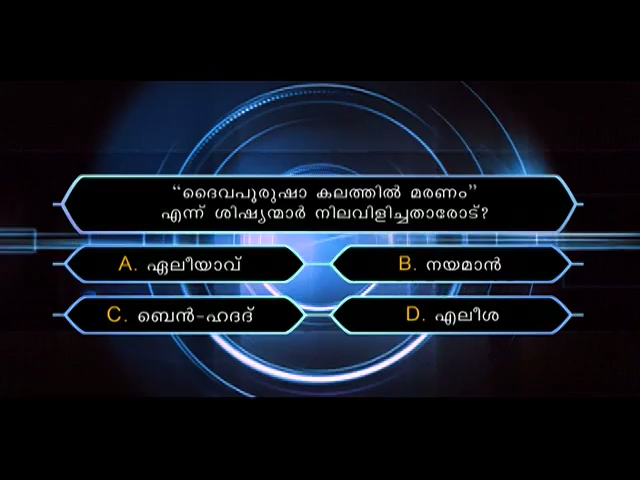 “ദൈവപൂരുഷാ കലത്തിൽ മരണം”
എന്ന് ശിഷ്യന്മാർ നിലവിളിച്ചതാരോട്?
A. ഏലീയാവ്
B. നയമാൻ
C. ബെൻ-ഹദദ്
D. എലീശ